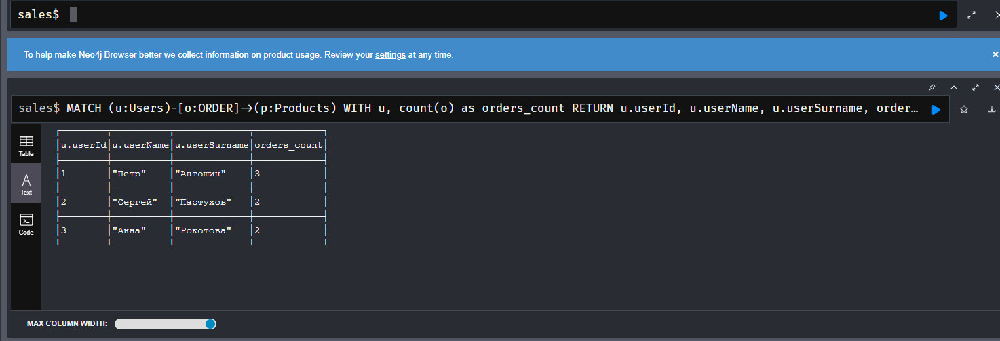 sales$
To help make Neo4j Browser better we collect information on product usage. Review your settings at any time.
sales$ MATCH (u:Users)-[o:ORDER]→(p:Products) WITH u, count(o) as orders_count RETURN u.userId, u.userName, u.userSurname, order…
Table
Text
Code
u.userId u.userName u.userSurname orders_count
1 "Петр" "Антошин" 3
2 "Сергей" "Пастухов" 2
3 "Анна" "Рокотова" 2
MAX COLUMN WIDTH: